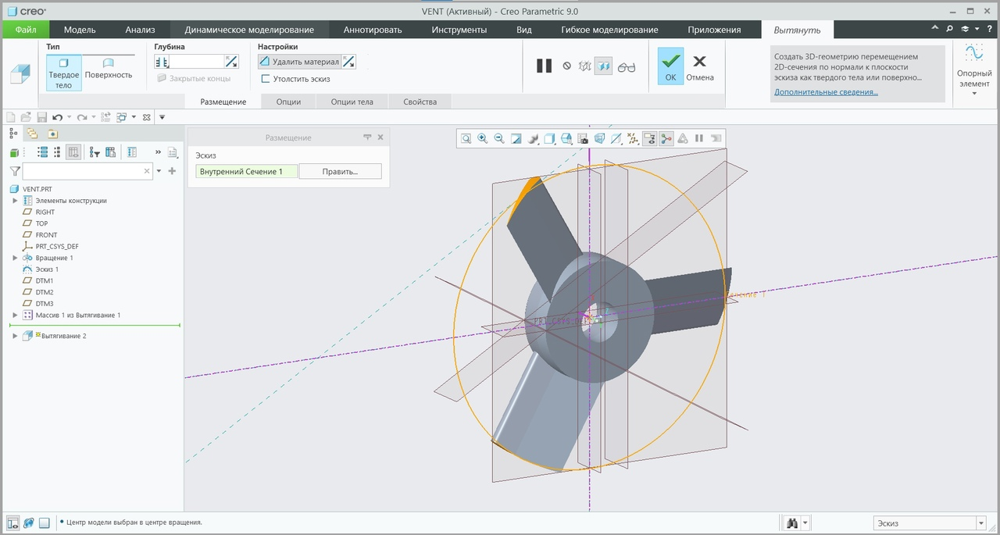 creo®
VENT (Активный) - Creo Parametric 9.0
Файл
Модель
Анализ
Динамическое моделирование
Аннотировать
Инструменты
Вид
Гибкое моделирование
Приложения
Вытянуть
Тип
Твердое тело
Поверхность
Глубина
Закрытые концы
Настройки
Удалить материал
Утолстить эскиз
ОК
Отмена
Создать 3D-геометрию перемещением
2D-сечения по нормали к плоскости
эскиза как твердого тела или поверхно...
Дополнительные сведения...
Опорный
элемент
Размещение
Опции
Опции тела
Свойства
Размещение
Эскиз
Внутренний Сечение 1
Править...
VENT.PRT
Элементы конструкции
RIGHT
TOP
FRONT
PRT_CSYS_DEF
Вращение 1
Эскиз 1
DTM1
DTM2
DTM3
Массив 1 из Вытягивание 1
Вытягивание 2
PRT_CSYS_DEF
Центр модели выбран в центре вращения.
Эскиз